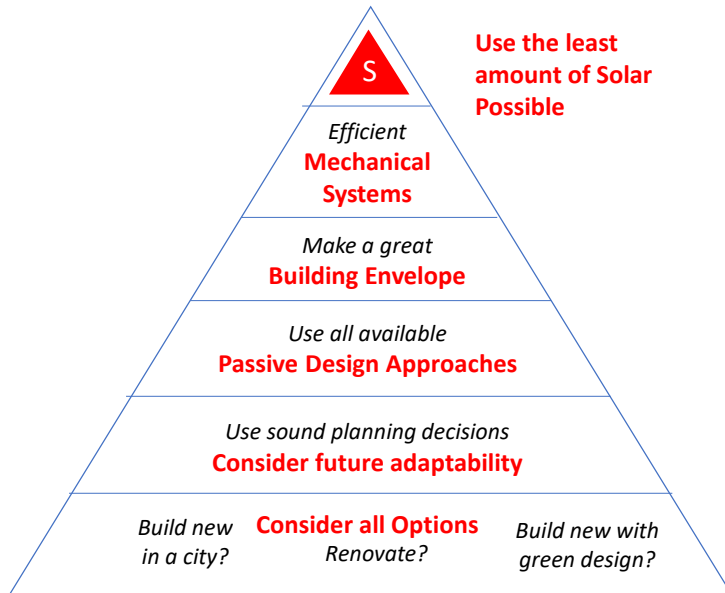 S
Use the least
amount of Solar
Possible
Efficient
Mechanical
Systems
Make a great
Building Envelope
Use all available
Passive Design Approaches
Use sound planning decisions
Consider future adaptability
Build new
in a city?
Consider all Options
Renovate?
Build new with
green design?